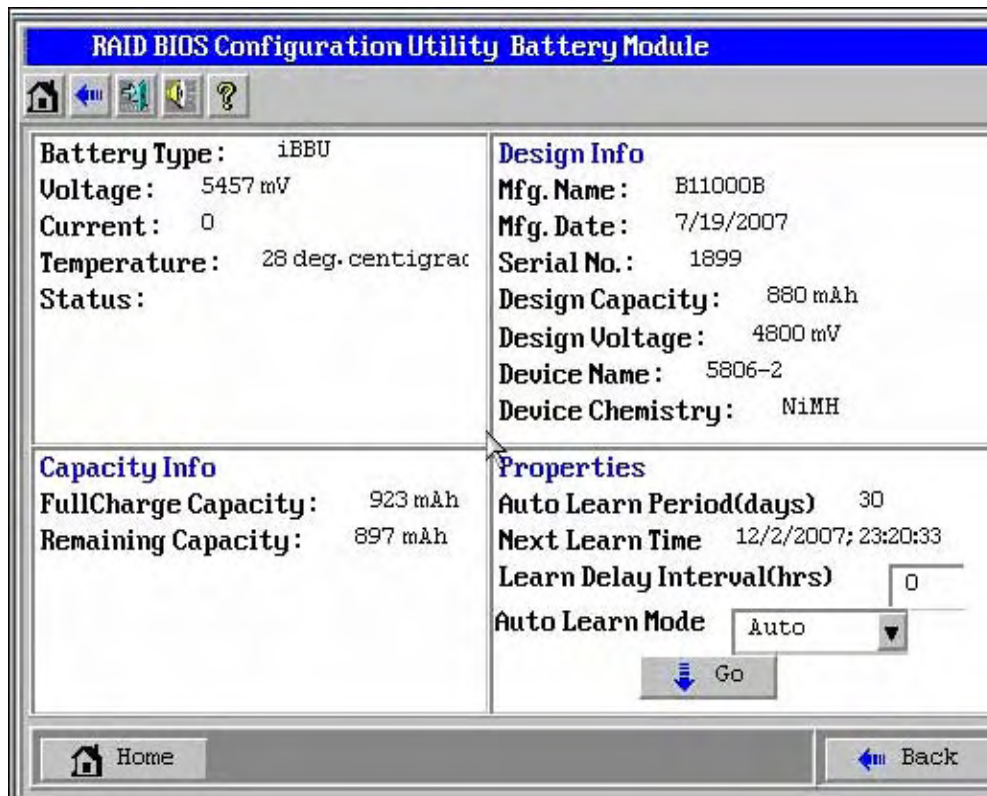 RAID BIOS Configuration Utility Battery Module
Battery Type: iBBU
Voltage: 5457 mV
Current: 0
Temperature: 28 deg.centigrac
Status:
Design Info
Mfg. Name: B11000B
Mfg. Date: 7/19/2007
Serial No.: 1899
Design Capacity: 880 mAh
Design Voltage: 4800 mV
Device Name: 5806-2
Device Chemistry: NiMH
Capacity Info
FullCharge Capacity: 923 mAh
Remaining Capacity: 897 mAh
Properties
Auto Learn Period(days) 30
Next Learn Time 12/2/2007; 23:20:33
Learn Delay Interval(hrs) 0
Auto Learn Mode Auto
Go
Home
Back